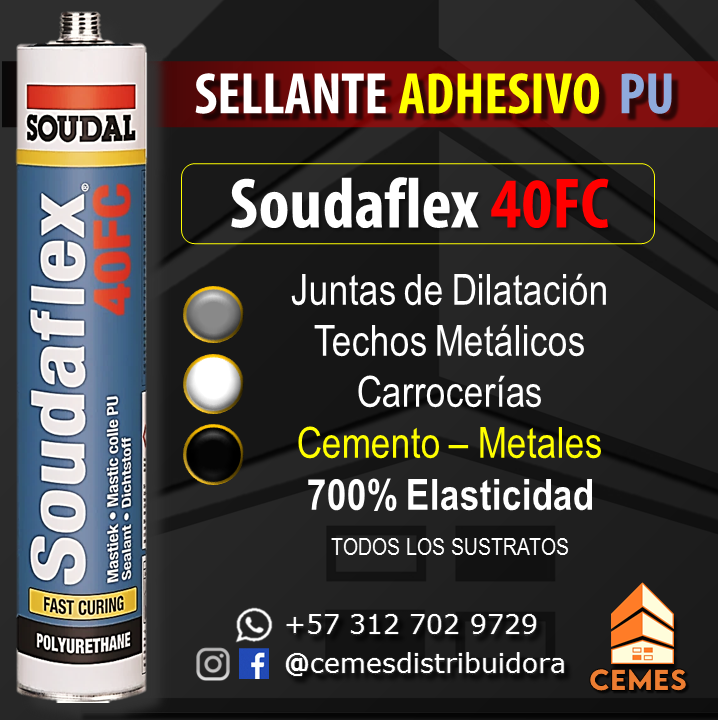 SELLANTE ADHESIVO PU
Soudaflex 40FC
Juntas de Dilatación
Techos Metálicos
Carrocerías
Cemento – Metales
700% Elasticidad
TODOS LOS SUSTRATOS
+57 312 702 9729
@cemesdistribuidora
CEMES
SOUDAL
Soudaflex®
40FC
Mastiek • Mastic colle PU
Sealant • Dichtstoff
FAST CURING
POLYURETHANE